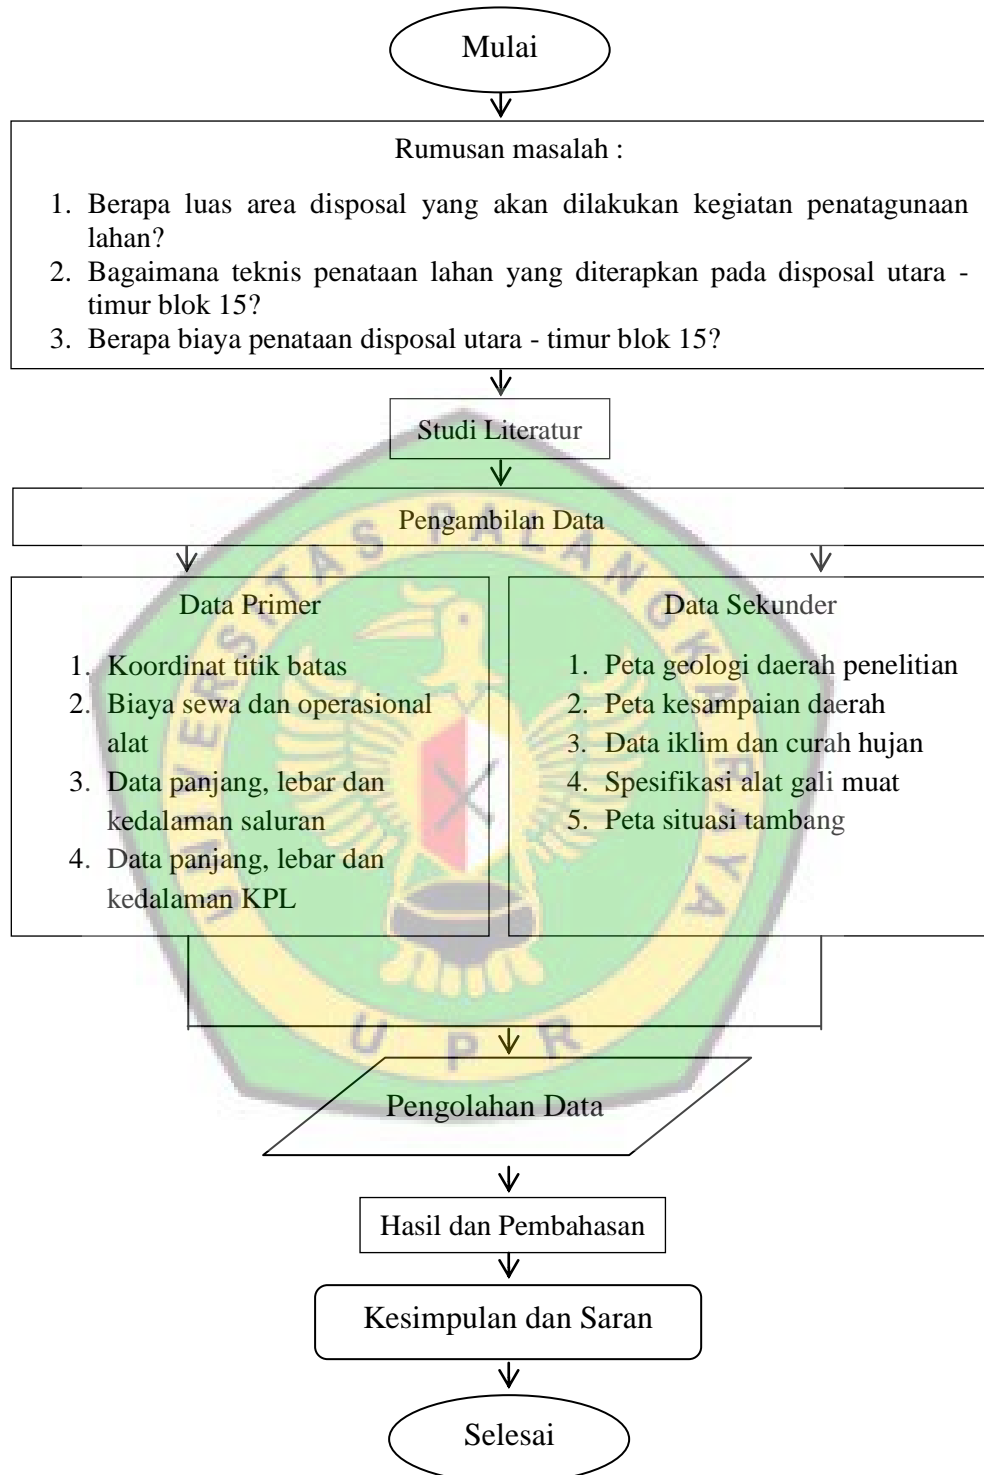 Mulai
Rumusan masalah :
1. Berapa luas area disposal yang akan dilakukan kegiatan penatagunaan
lahan?
2. Bagaimana teknis penataan lahan yang diterapkan pada disposal utara -
timur blok 15?
3. Berapa biaya penataan disposal utara - timur blok 15?
Studi Literatur
Pengambilan Data
Data Primer
1. Koordinat titik batas
2. Biaya sewa dan operasional
alat
3. Data panjang, lebar dan
kedalaman saluran
4. Data panjang, lebar dan
kedalaman KPL
Data Sekunder
1. Peta geologi daerah penelitian
2. Peta kesampaian daerah
3. Data iklim dan curah hujan
4. Spesifikasi alat gali muat
5. Peta situasi tambang
Pengolahan Data
Hasil dan Pembahasan
Kesimpulan dan Saran
Selesai
UNIVERSITAS PALANGKA RAYA
UPR